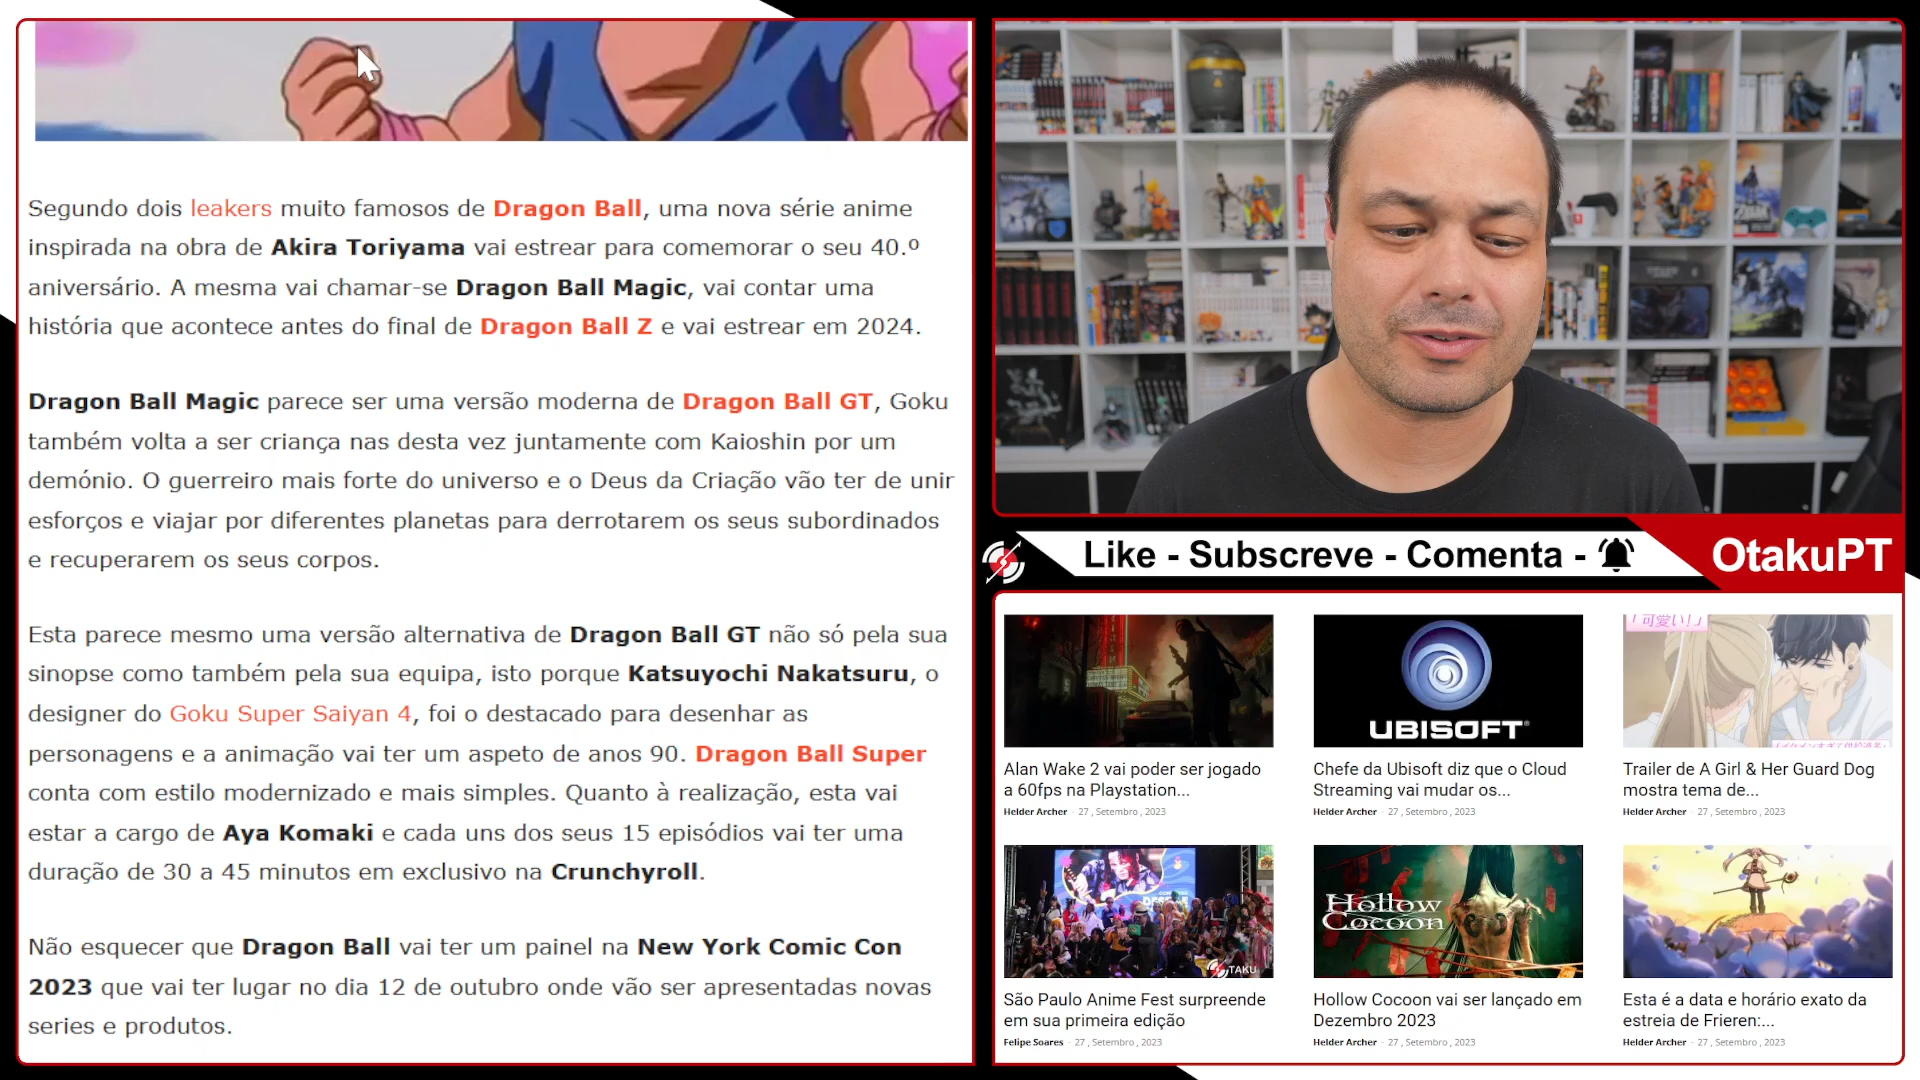 Segundo dois leakers muito famosos de Dragon Ball, uma nova série anime
inspirada na obra de Akira Toriyama vai estrear para comemorar o seu 40.º
aniversário. A mesma vai chamar-se Dragon Ball Magic, vai contar uma
história que acontece antes do final de Dragon Ball Z e vai estrear em 2024.
Dragon Ball Magic parece ser uma versão moderna de Dragon Ball GT, Goku
também volta a ser criança nas desta vez juntamente com Kaioshin por um
demónio. O guerreiro mais forte do universo e o Deus da Criação vão ter de unir
esforços e viajar por diferentes planetas para derrotarem os seus subordinados
e recuperarem os seus corpos.
Esta parece mesmo uma versão alternativa de Dragon Ball GT não só pela sua
sinopse como também pela sua equipa, isto porque Katsuyochi Nakatsuru, o
designer do Goku Super Saiyan 4, foi o destacado para desenhar as
personagens e a animação vai ter um aspeto de anos 90. Dragon Ball Super
conta com estilo modernizado e mais simples. Quanto à realização, esta vai
estar a cargo de Aya Komaki e cada uns dos seus 15 episódios vai ter uma
duração de 30 a 45 minutos em exclusivo na Crunchyroll.
Não esquecer que Dragon Ball vai ter um painel na New York Comic Con
2023 que vai ter lugar no dia 12 de outubro onde vão ser apresentadas novas
series e produtos.
Like - Subscreve - Comenta -
OtakuPT
UBISOFT
「可愛い!」
Alan Wake 2 vai poder ser jogado
a 60fps na Playstation...
Helder Archer - 27 , Setembro , 2023
Chefe da Ubisoft diz que o Cloud
Streaming vai mudar os...
Helder Archer - 27 , Setembro , 2023
Trailer de A Girl & Her Guard Dog
mostra tema de...
Helder Archer - 27 , Setembro , 2023
TAKU
Hollow
Cocoon
São Paulo Anime Fest surpreende
em sua primeira edição
Felipe Soares - 27 , Setembro , 2023
Hollow Cocoon vai ser lançado em
Dezembro 2023
Helder Archer - 27 , Setembro , 2023
Esta é a data e horário exato da
estreia de Frieren:...
Helder Archer - 27 , Setembro , 2023